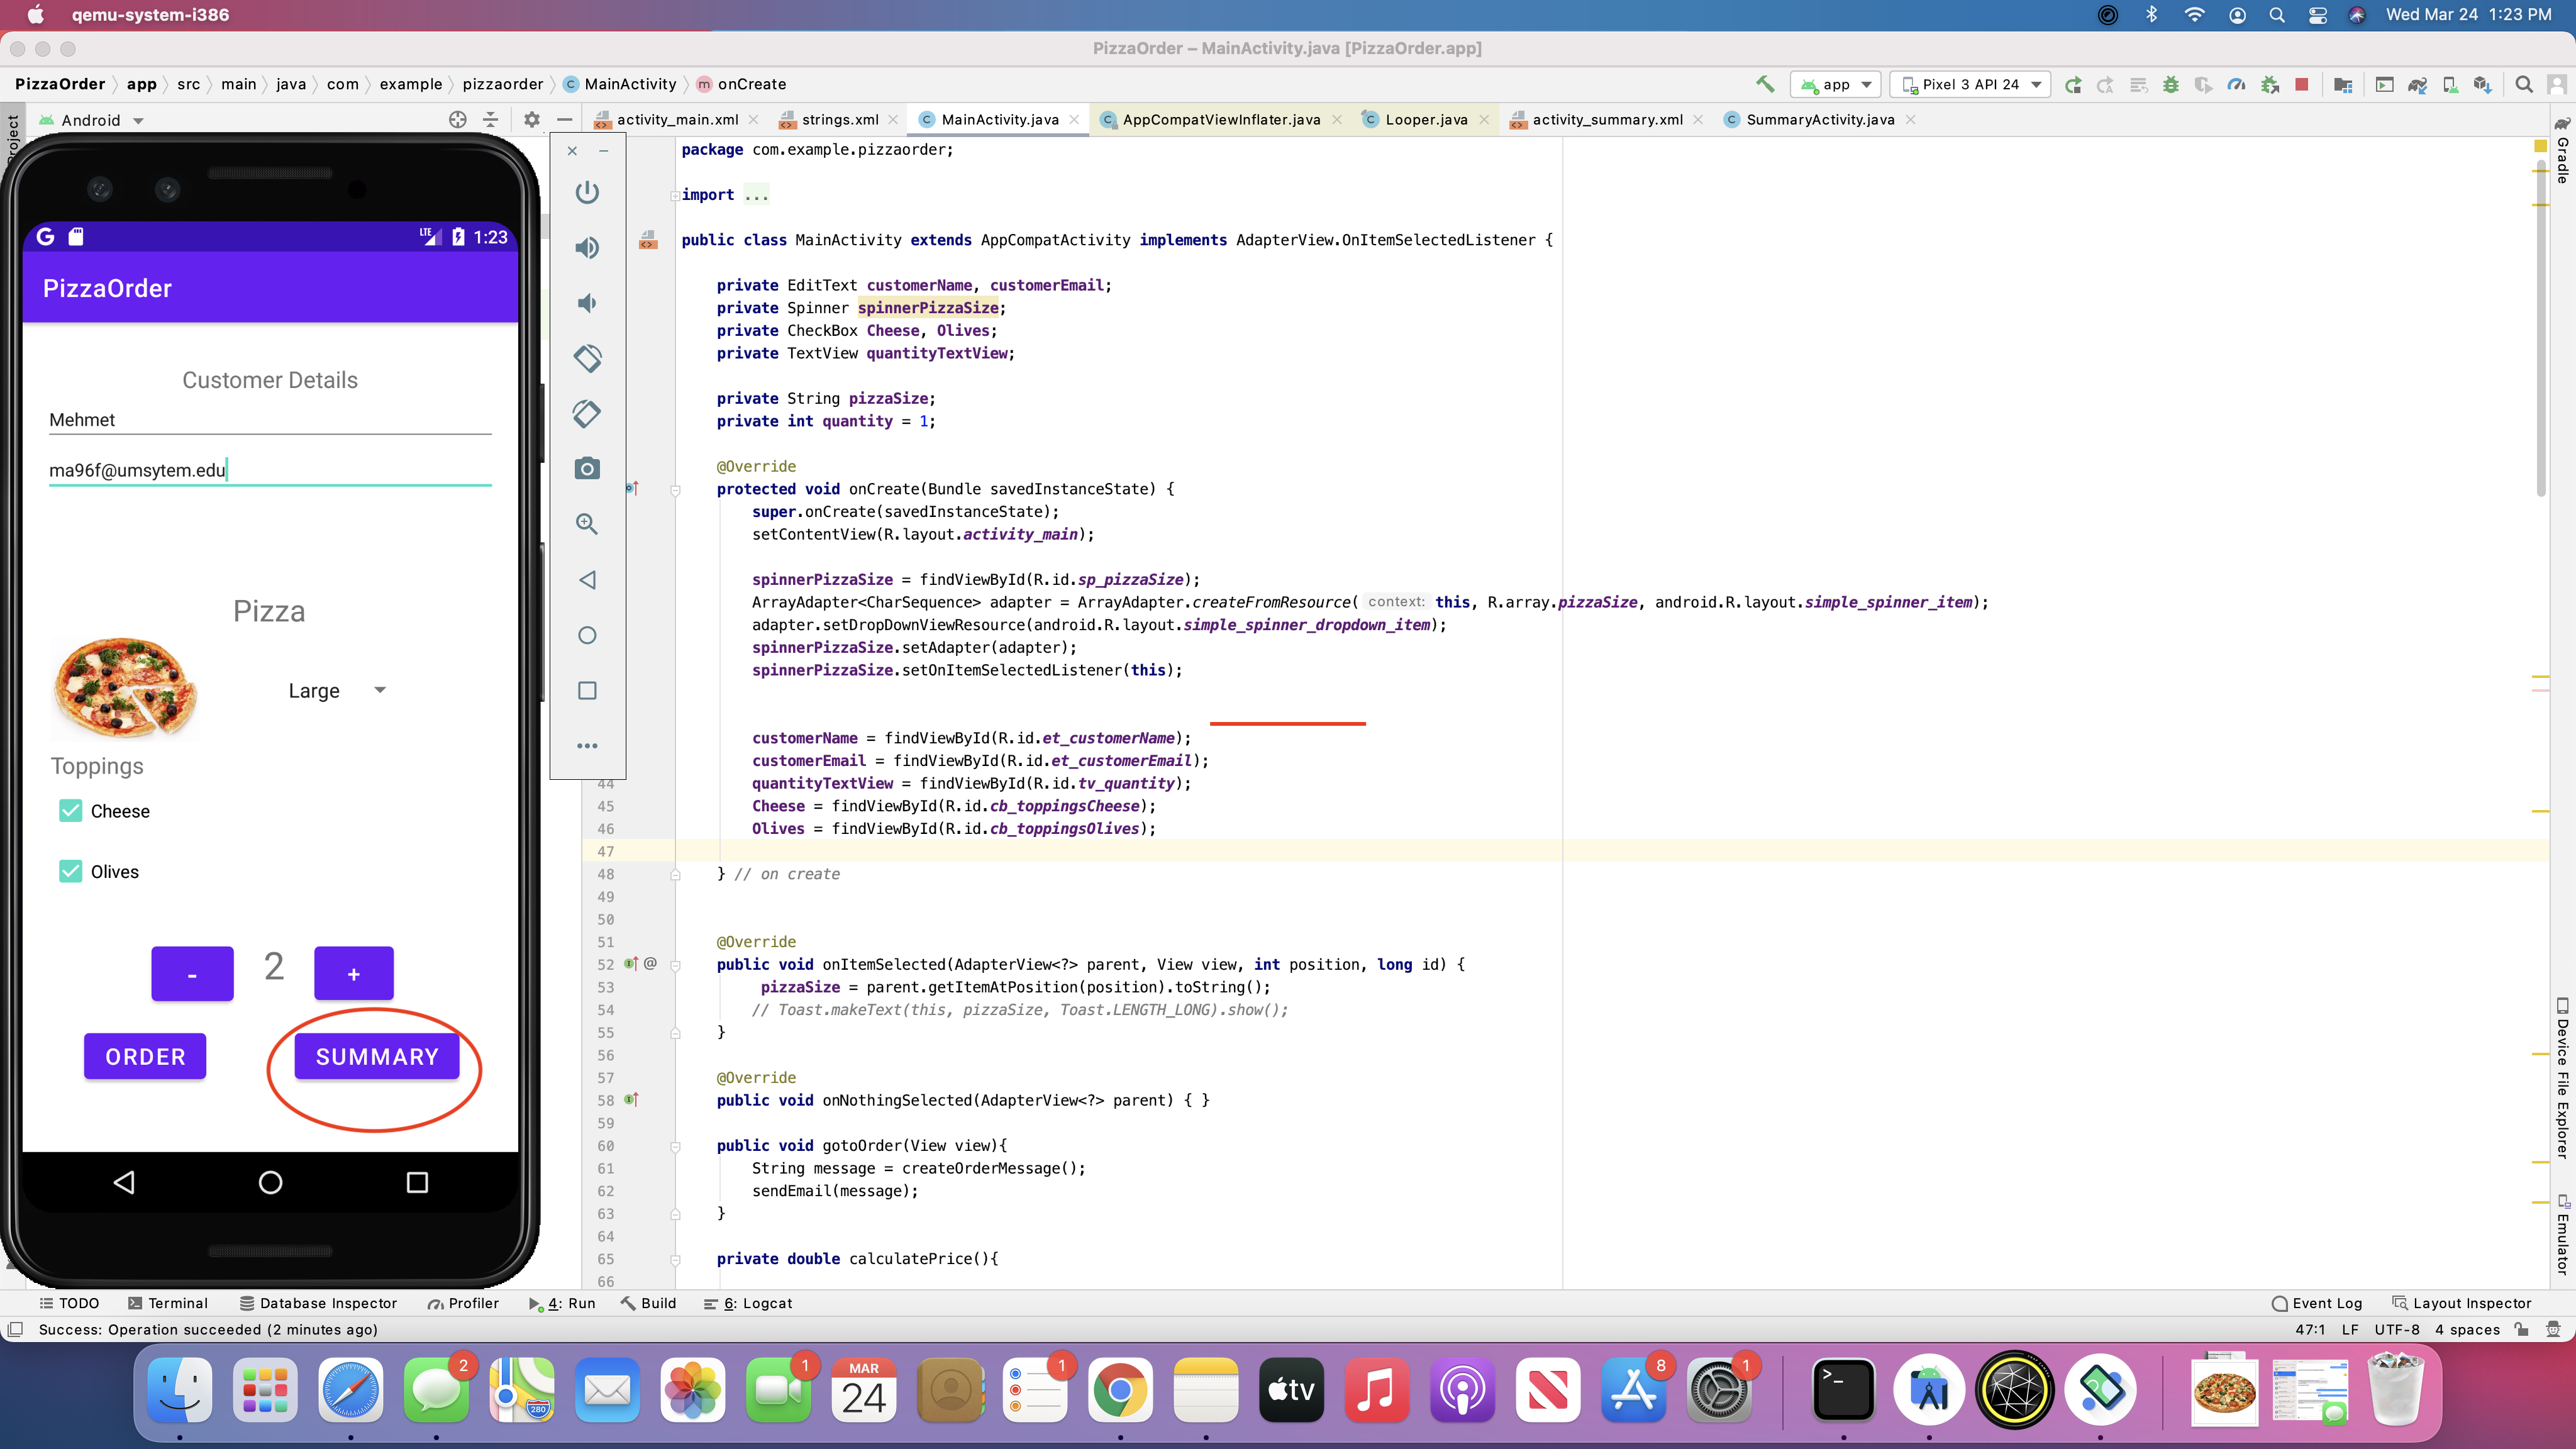 qemu-system-i386
Wed Mar 24 1:23 PM
PizzaOrder – MainActivity.java [PizzaOrder.app]
PizzaOrder app src main java com example pizzaorder MainActivity onCreate
app Pixel 3 API 24
Android
activity_main.xml strings.xml MainActivity.java AppCompatViewInflater.java Looper.java activity_summary.xml SummaryActivity.java
Project
Gradle
Device File Explorer
Emulator
LTE 1:23
PizzaOrder
Customer Details
Mehmet
ma96f@umsytem.edu
Pizza
Large
Toppings
Cheese
Olives
- 2 +
ORDER SUMMARY
package com.example.pizzaorder;
import ...
public class MainActivity extends AppCompatActivity implements AdapterView.OnItemSelectedListener {
private EditText customerName, customerEmail;
private Spinner spinnerPizzaSize;
private CheckBox Cheese, Olives;
private TextView quantityTextView;
private String pizzaSize;
private int quantity = 1;
@Override
protected void onCreate(Bundle savedInstanceState) {
super.onCreate(savedInstanceState);
setContentView(R.layout.activity_main);
spinnerPizzaSize = findViewById(R.id.sp_pizzaSize);
ArrayAdapter<CharSequence> adapter = ArrayAdapter.createFromResource( context: this, R.array.pizzaSize, android.R.layout.simple_spinner_item);
adapter.setDropDownViewResource(android.R.layout.simple_spinner_dropdown_item);
spinnerPizzaSize.setAdapter(adapter);
spinnerPizzaSize.setOnItemSelectedListener(this);
customerName = findViewById(R.id.et_customerName);
customerEmail = findViewById(R.id.et_customerEmail);
44 quantityTextView = findViewById(R.id.tv_quantity);
45 Cheese = findViewById(R.id.cb_toppingsCheese);
46 Olives = findViewById(R.id.cb_toppingsOlives);
47
48 } // on create
49
50
51 @Override
52 @ public void onItemSelected(AdapterView<?> parent, View view, int position, long id) {
53 pizzaSize = parent.getItemAtPosition(position).toString();
54 // Toast.makeText(this, pizzaSize, Toast.LENGTH_LONG).show();
55 }
56
57 @Override
58 public void onNothingSelected(AdapterView<?> parent) { }
59
60 public void gotoOrder(View view){
61 String message = createOrderMessage();
62 sendEmail(message);
63 }
64
65 private double calculatePrice(){
66
TODO Terminal Database Inspector Profiler 4: Run Build 6: Logcat Event Log Layout Inspector
Success: Operation succeeded (2 minutes ago) 47:1 LF UTF-8 4 spaces
2 280 1 MAR 24 1 tv 8 1 >_